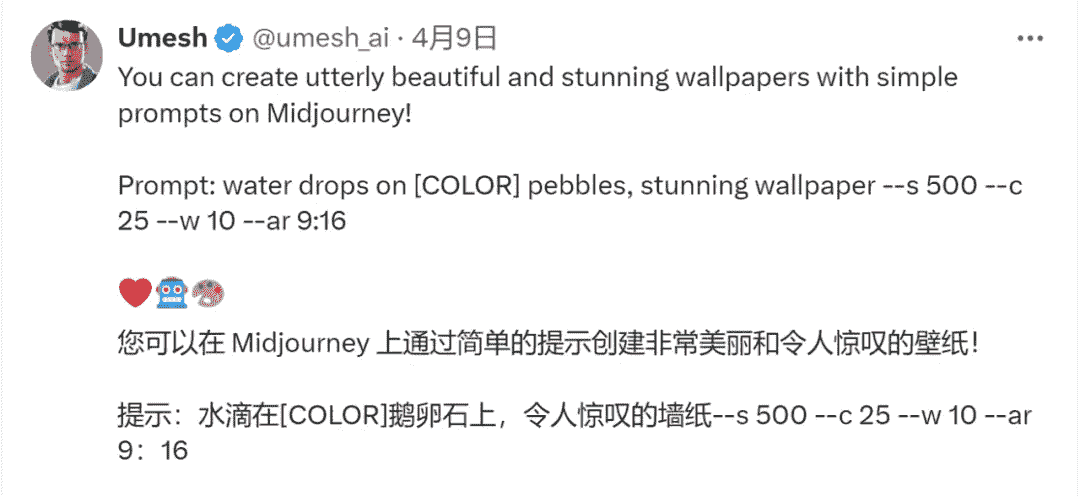 Umesh @umesh_ai · 4月9日
You can create utterly beautiful and stunning wallpapers with simple
prompts on Midjourney!
Prompt: water drops on [COLOR] pebbles, stunning wallpaper --s 500 --c
25 --w 10 --ar 9:16
❤️🤖🎨
您可以在 Midjourney 上通过简单的提示创建非常美丽和令人惊叹的壁纸！
提示：水滴在[COLOR]鹅卵石上，令人惊叹的墙纸--s 500 --c 25 --w 10 --ar
9：16